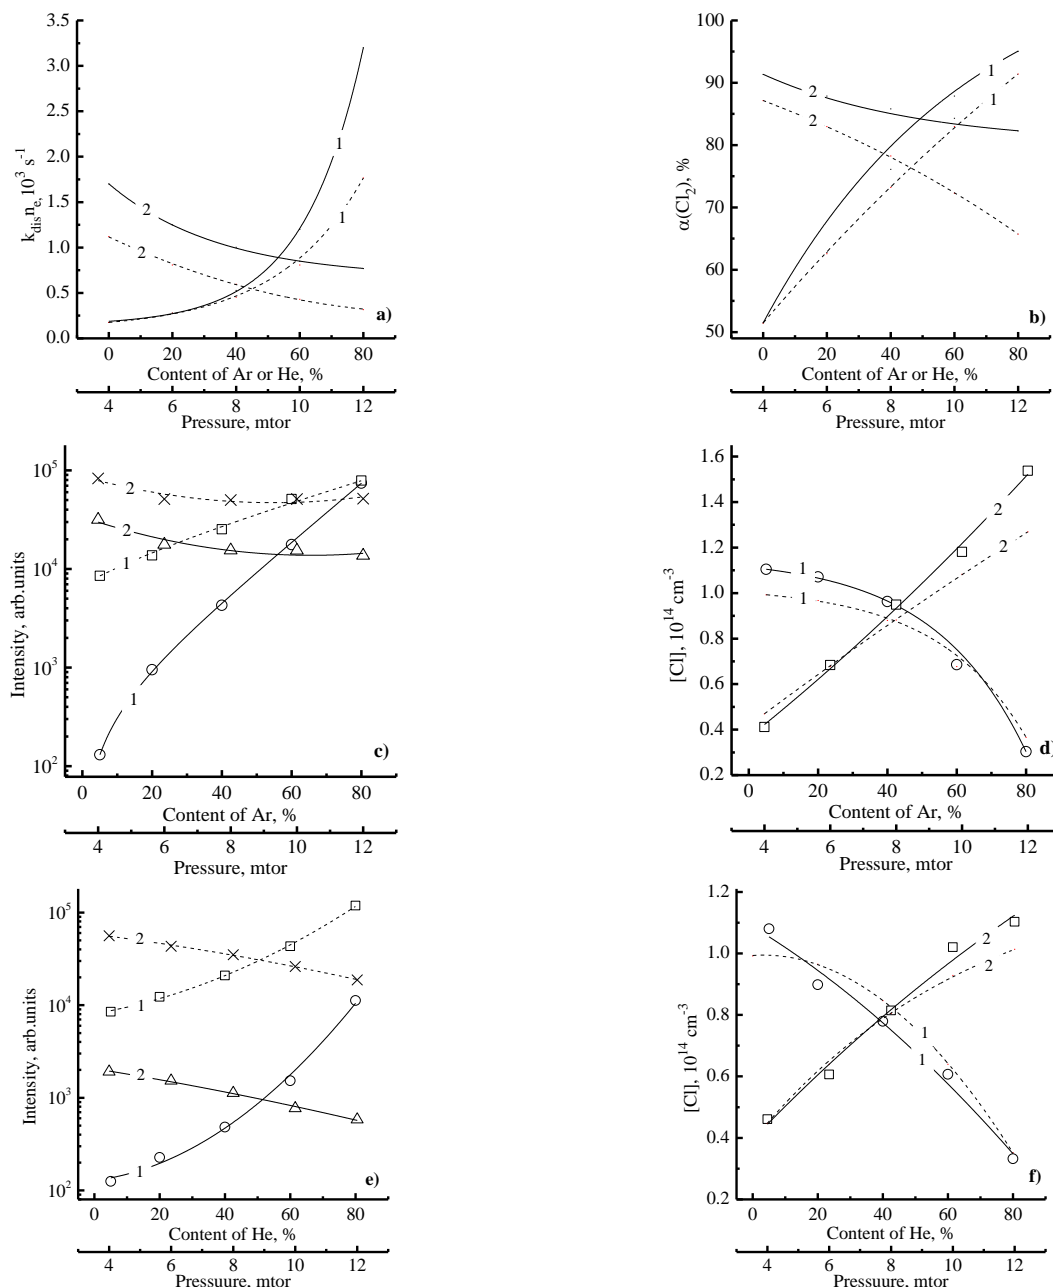 3.5
3.0
2.5
2.0
1.5
1.0
0.5
0.0
k_dis n_e, 10^3 s^-1
1
2
1
2
a)
0 20 40 60 80
Content of Ar or He, %
4 6 8 10 12
Pressure, mtor
100
90
80
70
60
50
α(Cl_2), %
1
2
1
2
b)
0 20 40 60 80
Content of Ar or He, %
4 6 8 10 12
Pressure, mtor
10^5
10^4
10^3
10^2
Intensity, arb.units
2
2
1
1
c)
0 20 40 60 80
Content of Ar, %
4 6 8 10 12
Pressure, mtor
1.6
1.4
1.2
1.0
0.8
0.6
0.4
0.2
[Cl], 10^14 cm^-3
2
2
1
1
d)
0 20 40 60 80
Content of Ar, %
4 6 8 10 12
Pressure, mtor
10^5
10^4
10^3
10^2
Intensity, arb.units
2
1
2
1
e)
0 20 40 60 80
Content of He, %
4 6 8 10 12
Pressuure, mtor
1.2
1.0
0.8
0.6
0.4
0.2
[Cl], 10^14 cm^-3
2
2
1
1
f)
0 20 40 60 80
Content of He, %
4 6 8 10 12
Pressure, mtor